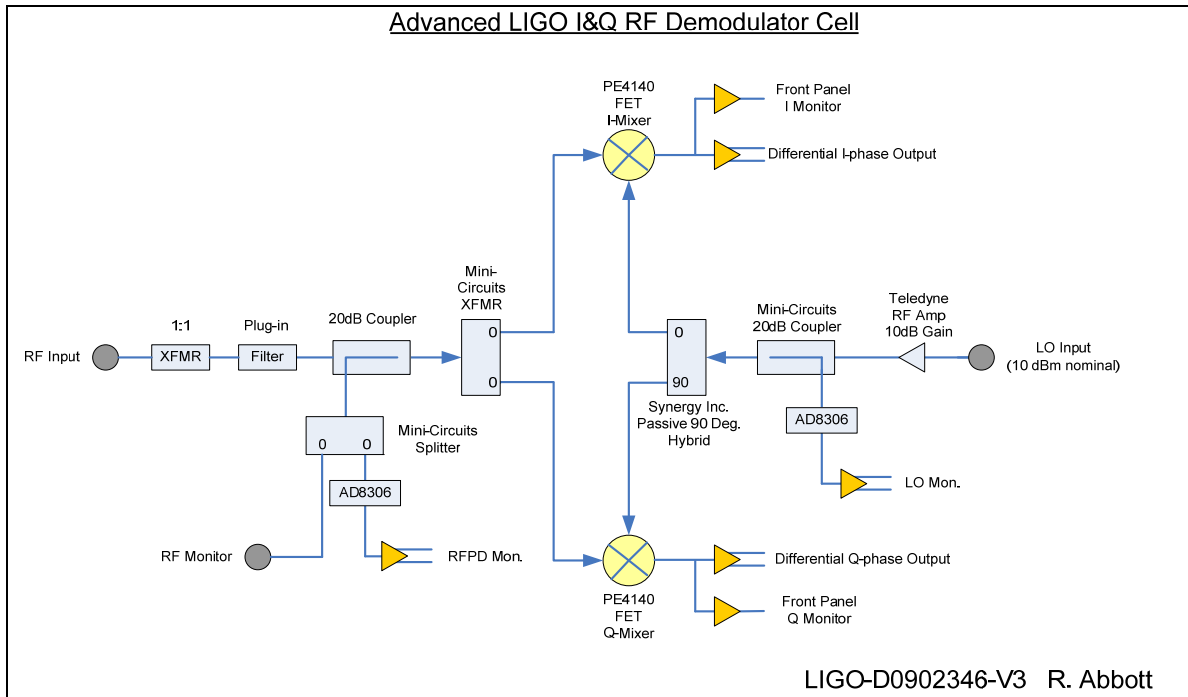 Advanced LIGO I&Q RF Demodulator Cell
PE4140
FET
I-Mixer
Front Panel
I Monitor
Differential I-phase Output
Mini-
Circuits
XFMR
0
0
1:1
XFMR
Plug-in
Filter
20dB Coupler
RF Input
Mini-Circuits
Splitter
0 0
AD8306
RF Monitor
RFPD Mon.
0
90
Synergy Inc.
Passive 90 Deg.
Hybrid
Mini-Circuits
20dB Coupler
Teledyne
RF Amp
10dB Gain
LO Input
(10 dBm nominal)
AD8306
LO Mon.
PE4140
FET
Q-Mixer
Differential Q-phase Output
Front Panel
Q Monitor
LIGO-D0902346-V3 R. Abbott